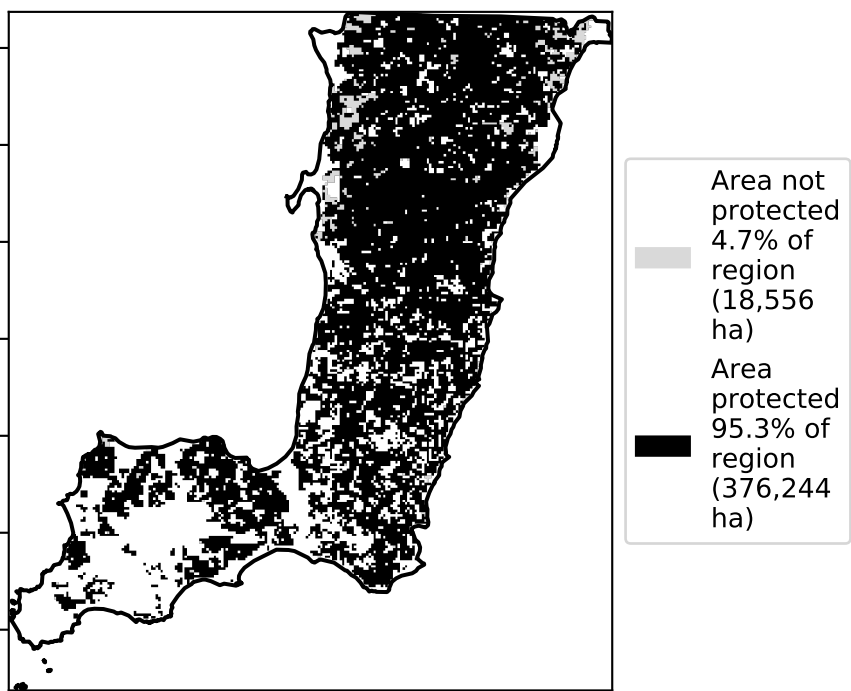 Area not
protected
4.7% of
region
(18,556
ha)
Area
protected
95.3% of
region
(376,244
ha)